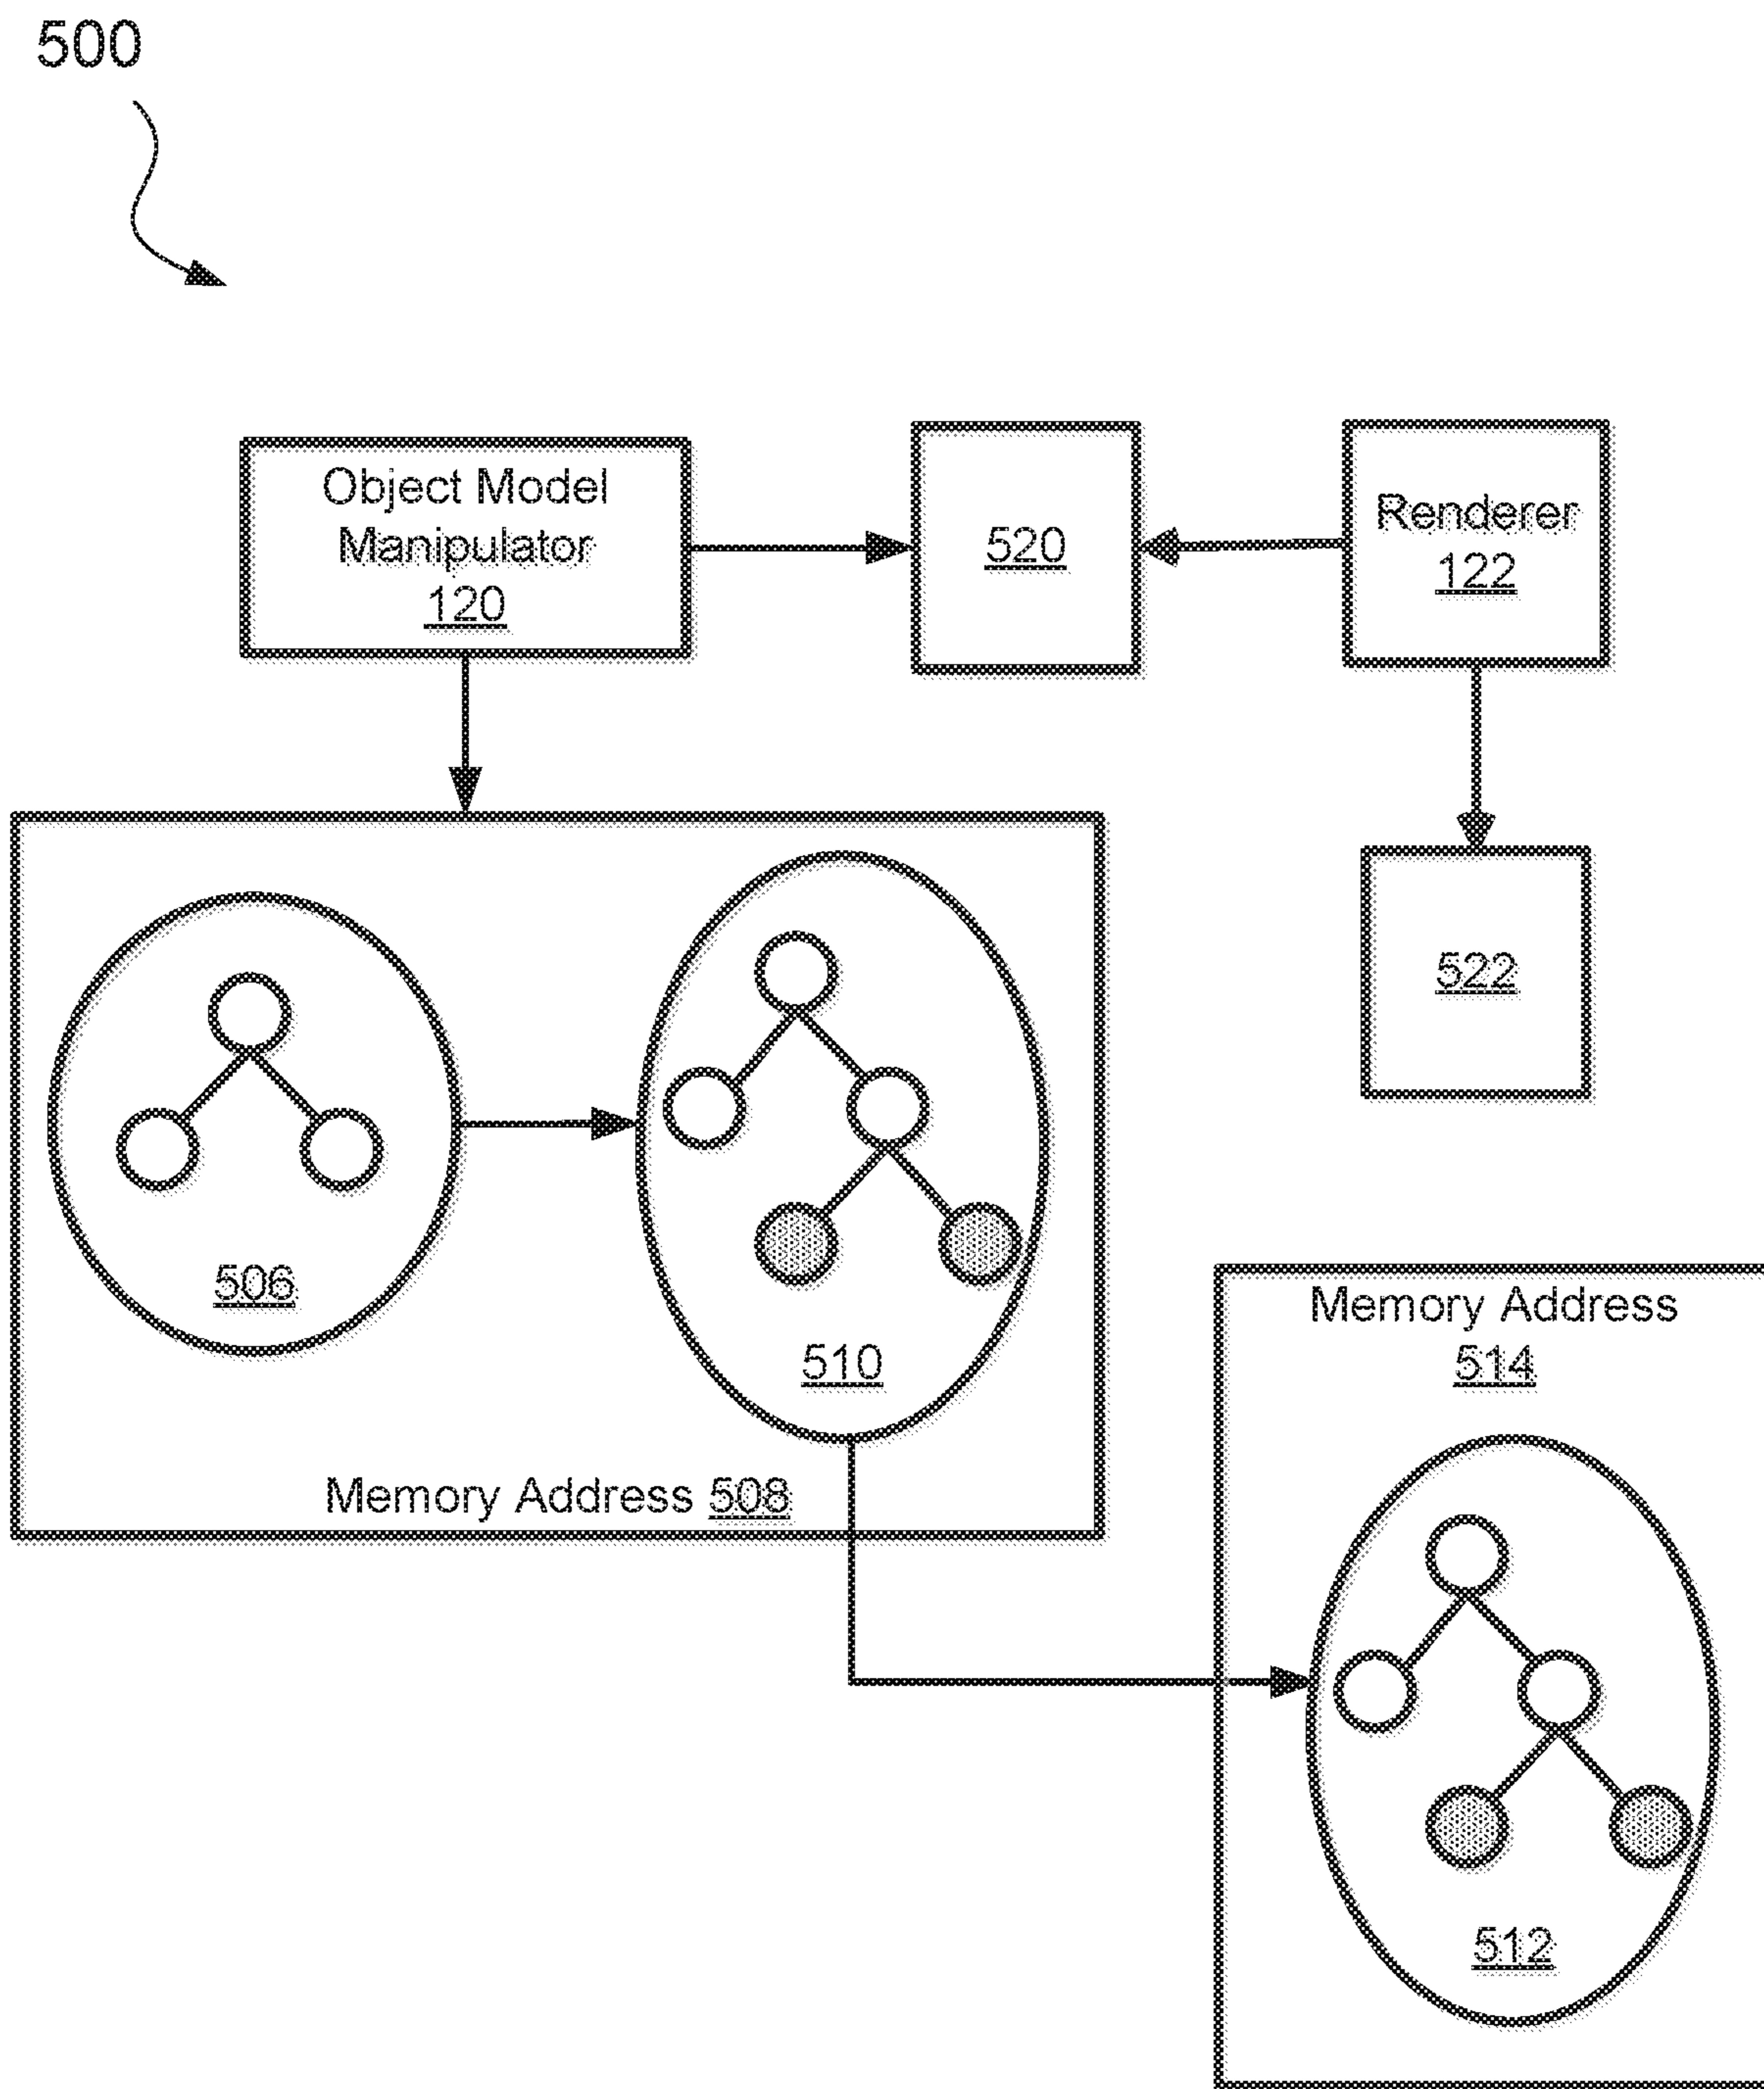 500
Object Model
Manipulator
120
520
Renderer
122
522
506
510
Memory Address 508
Memory Address
514
512